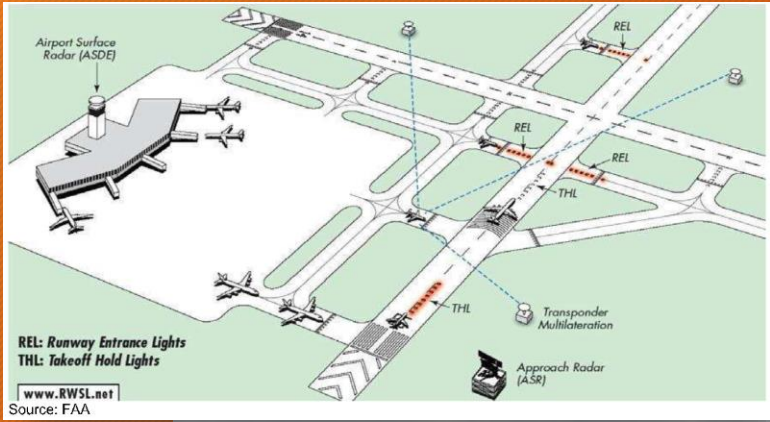 Airport Surface
Radar (ASDE)
REL
REL
REL
THL
THL
Transponder
Multilateration
Approach Radar
(ASR)
REL: Runway Entrance Lights
THL: Takeoff Hold Lights
www.RWSL.net
Source: FAA